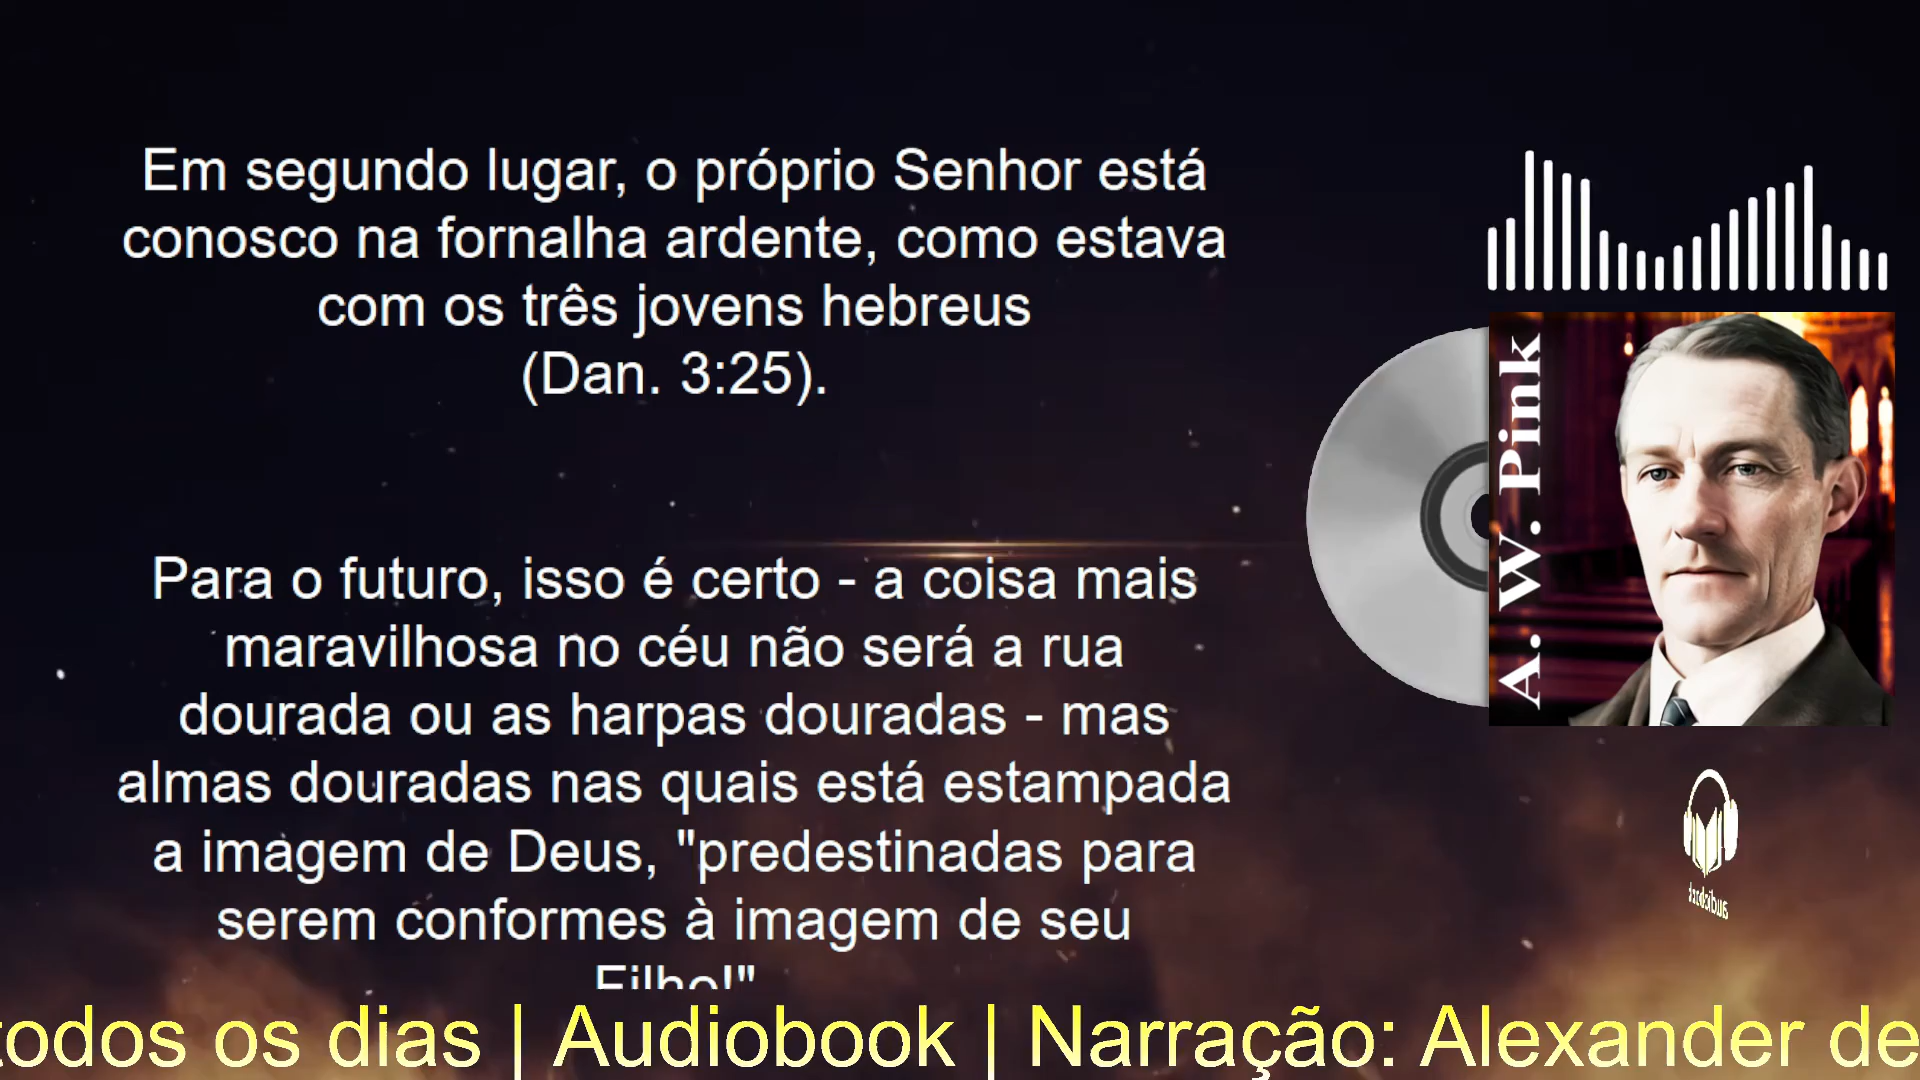 Em segundo lugar, o próprio Senhor está
conosco na fornalha ardente, como estava
com os três jovens hebreus
(Dan. 3:25).
Para o futuro, isso é certo - a coisa mais
maravilhosa no céu não será a rua
dourada ou as harpas douradas - mas
almas douradas nas quais está estampada
a imagem de Deus, "predestinadas para
serem conformes à imagem de seu
Filho!"
A. W. Pink
todos os dias | Audiobook | Narração: Alexander de